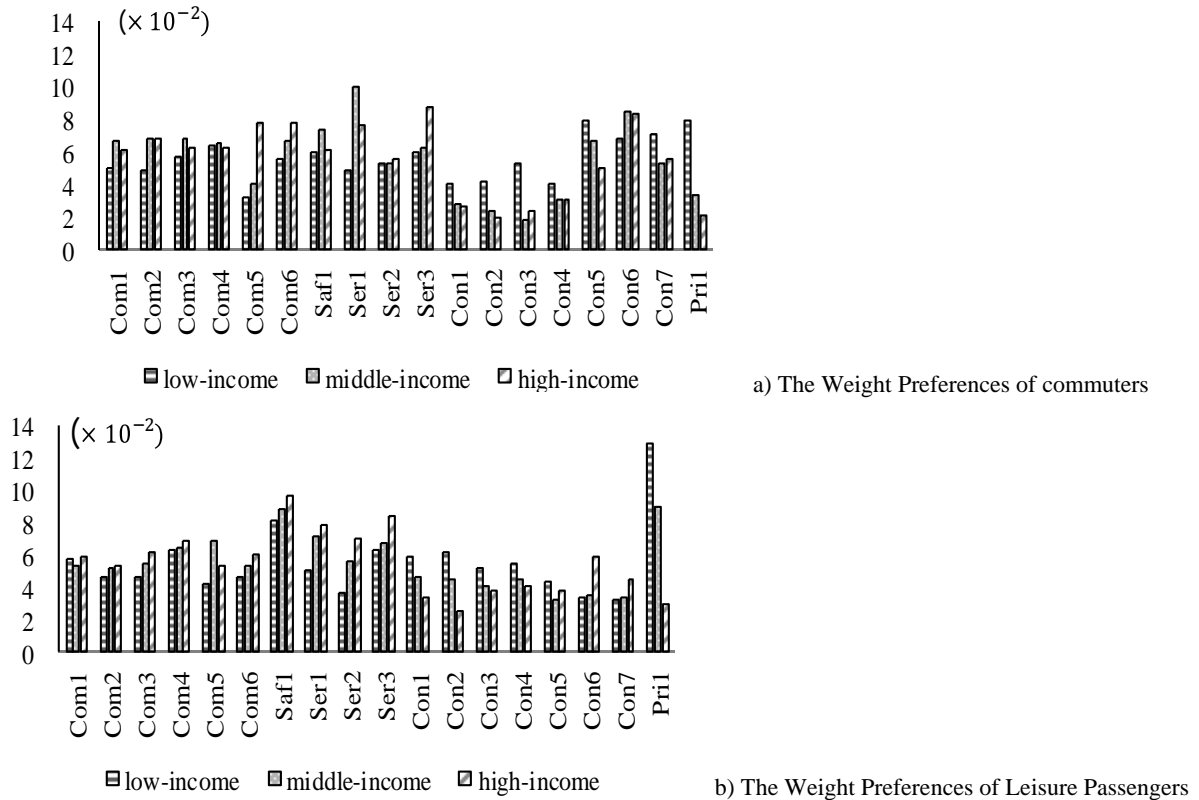 14 (× 10⁻²)
12
10
8
6
4
2
0
Com1 Com2 Com3 Com4 Com5 Com6 Saf1 Ser1 Ser2 Ser3 Con1 Con2 Con3 Con4 Con5 Con6 Con7 Pri1
low-income middle-income high-income
a) The Weight Preferences of commuters
14 (× 10⁻²)
12
10
8
6
4
2
0
Com1 Com2 Com3 Com4 Com5 Com6 Saf1 Ser1 Ser2 Ser3 Con1 Con2 Con3 Con4 Con5 Con6 Con7 Pri1
low-income middle-income high-income
b) The Weight Preferences of Leisure Passengers